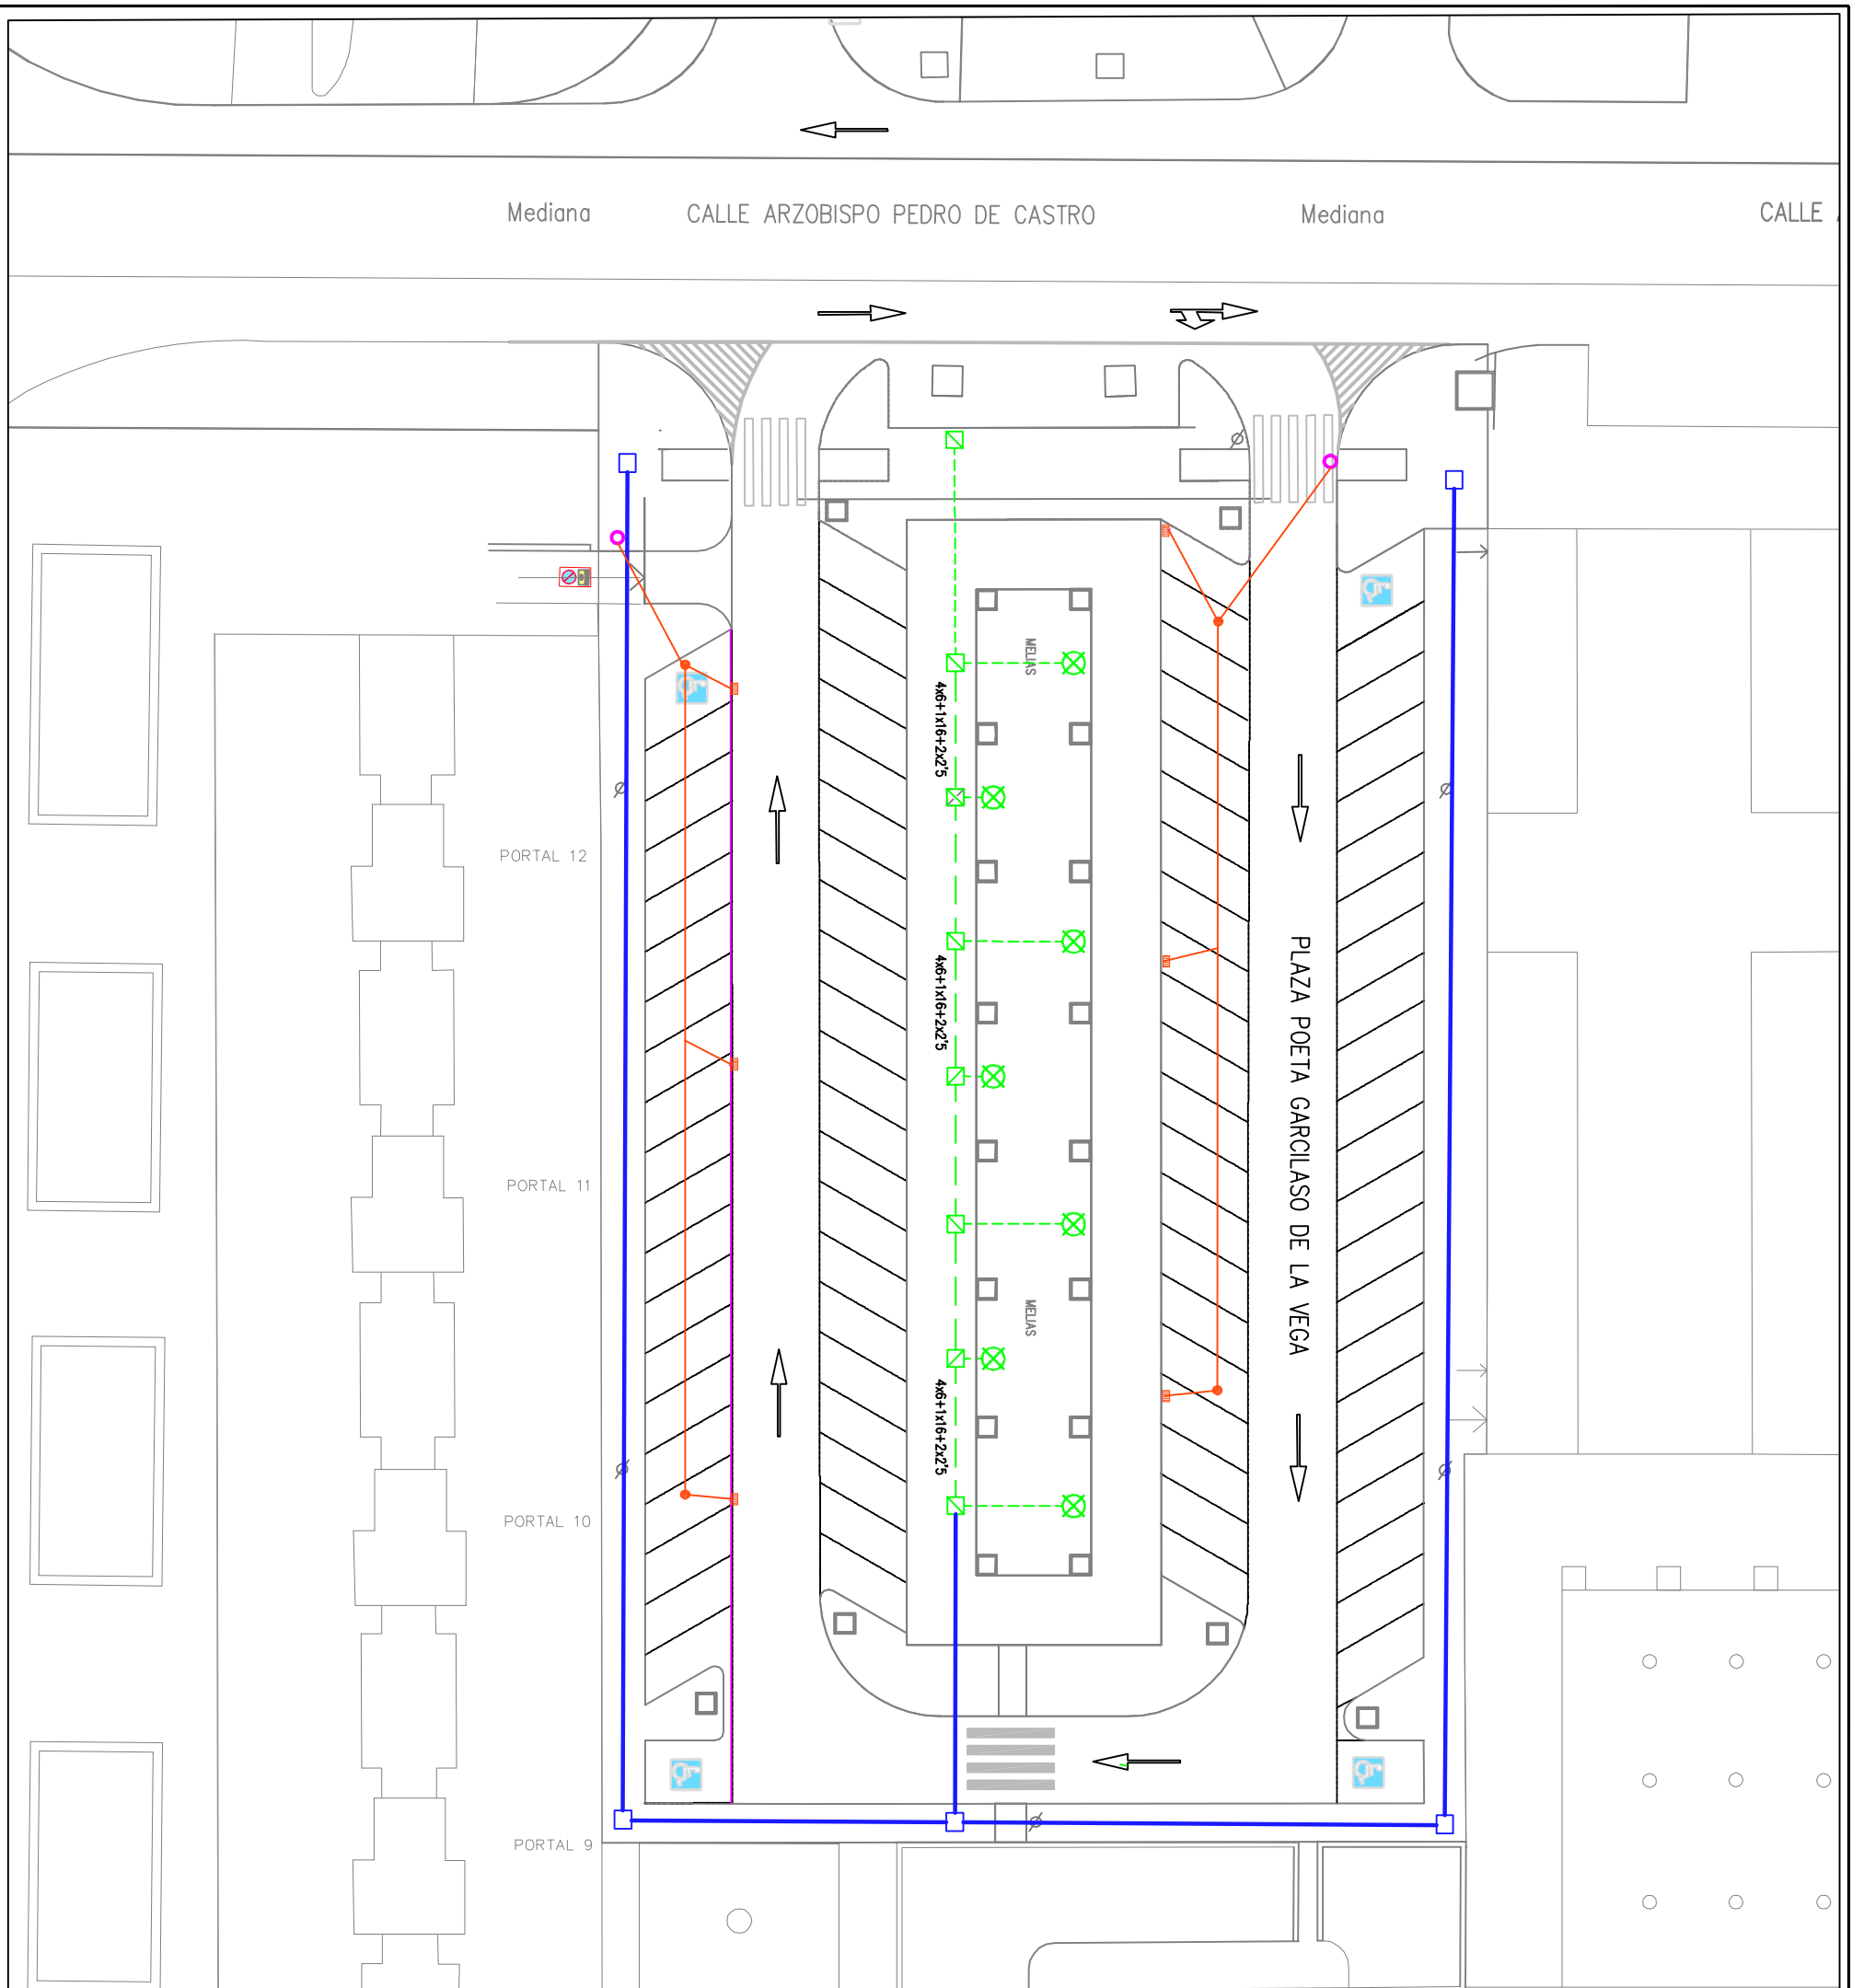 Mediana
CALLE ARZOBISPO PEDRO DE CASTRO
Mediana
CALLE
MELIAS
4x6+1x16+2x2'5
PORTAL 12
PLAZA POETA GARCILASO DE LA VEGA
4x6+1x16+2x2'5
PORTAL 11
MELIAS
4x6+1x16+2x2'5
PORTAL 10
PORTAL 9